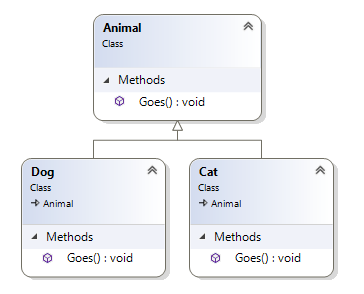 Animal
Class
Methods
Goes() : void
Dog
Class
Animal
Methods
Goes() : void
Cat
Class
Animal
Methods
Goes() : void